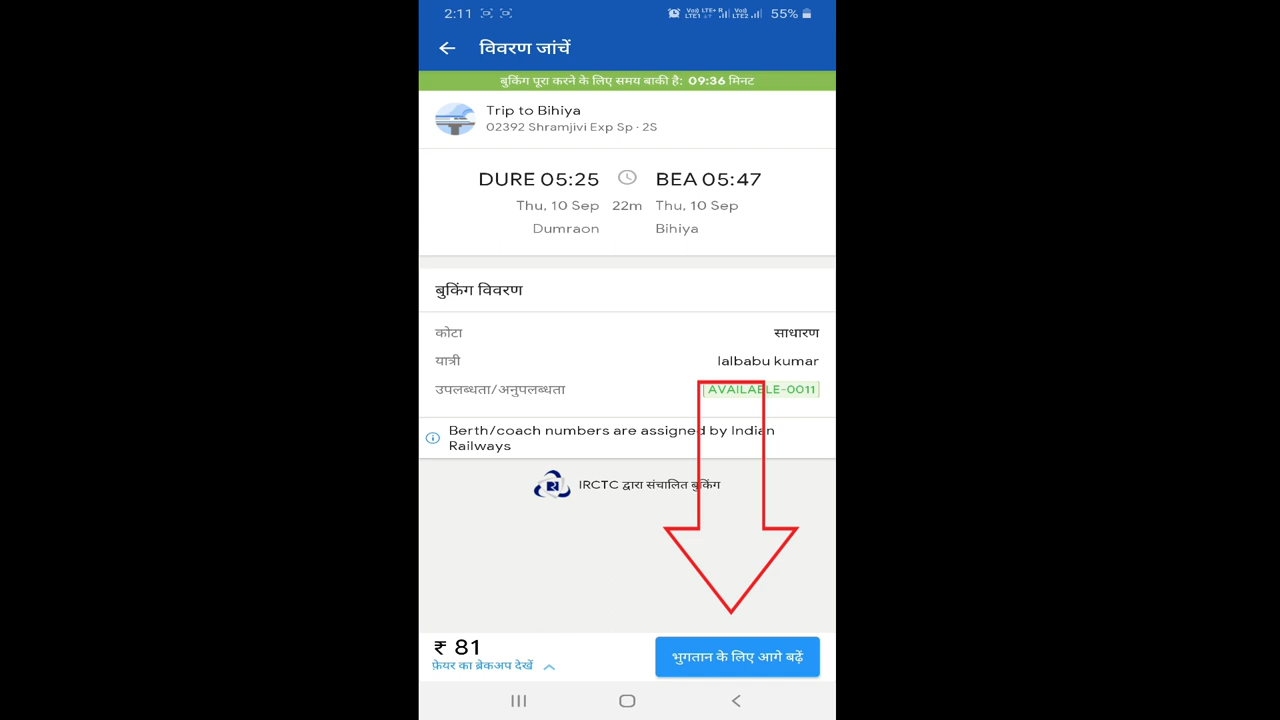 2:11 55%
विवरण जांचें
बुकिंग पूरा करने के लिए समय बाकी है: 09:36 मिनट
Trip to Bihiya
02392 Shramjivi Exp Sp · 2S
DURE 05:25 BEA 05:47
Thu, 10 Sep 22m Thu, 10 Sep
Dumraon Bihiya
बुकिंग विवरण
कोटा साधारण
यात्री lalbabu kumar
उपलब्धता/अनुपलब्धता AVAILABLE-0011
Berth/coach numbers are assigned by Indian
Railways
IRCTC द्वारा संचालित बुकिंग
₹ 81
फ़ेयर का ब्रेकअप देखें
भुगतान के लिए आगे बढ़ें